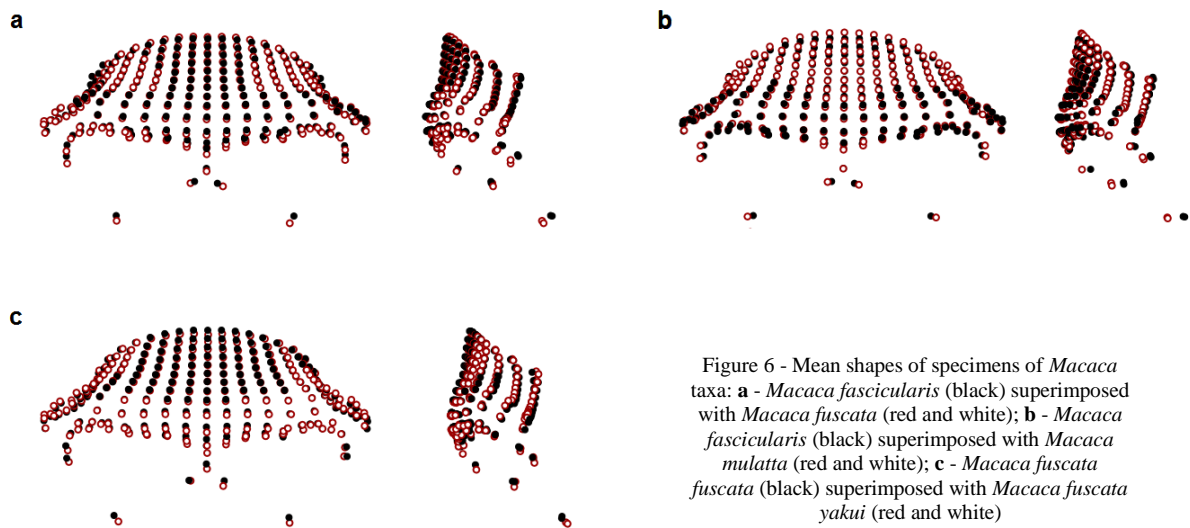 a
b
c
Figure 6 - Mean shapes of specimens of Macaca
taxa: a - Macaca fascicularis (black) superimposed
with Macaca fuscata (red and white); b - Macaca
fascicularis (black) superimposed with Macaca
mulatta (red and white); c - Macaca fuscata
fuscata (black) superimposed with Macaca fuscata
yakui (red and white)